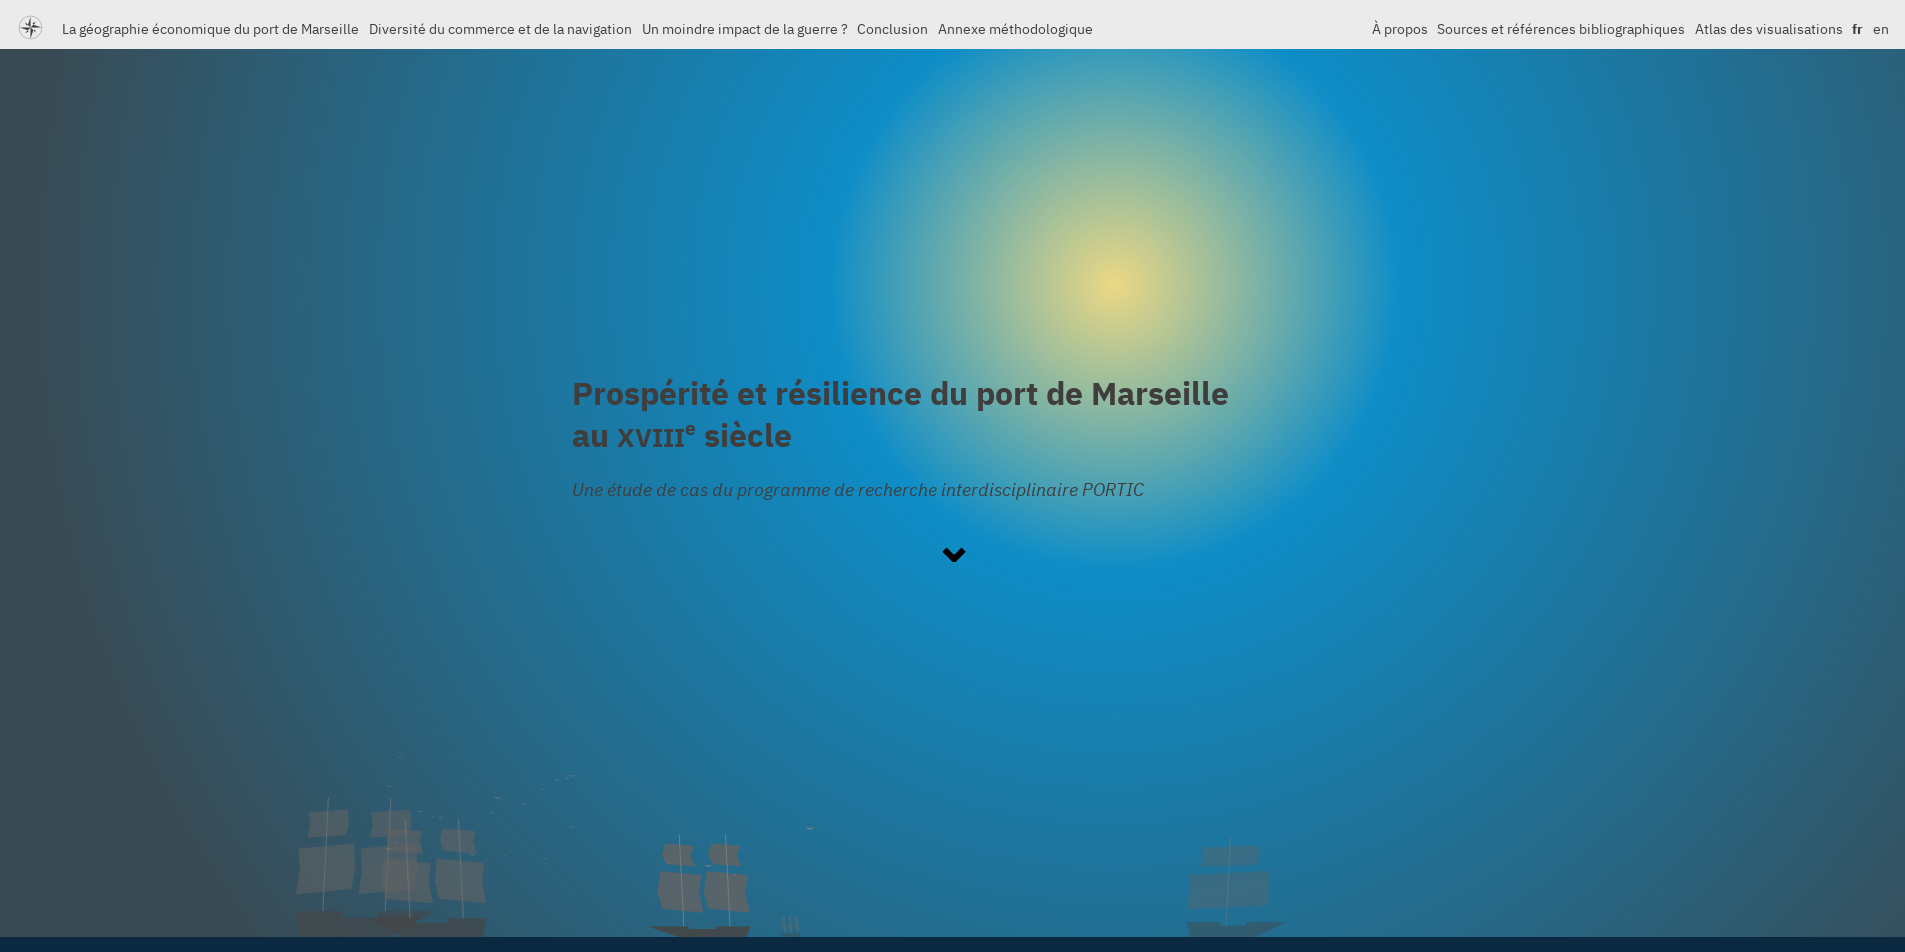 La géographie économique du port de Marseille Diversité du commerce et de la navigation Un moindre impact de la guerre ? Conclusion Annexe méthodologique À propos Sources et références bibliographiques Atlas des visualisations fr en
Prospérité et résilience du port de Marseille
au XVIIIe siècle
Une étude de cas du programme de recherche interdisciplinaire PORTIC